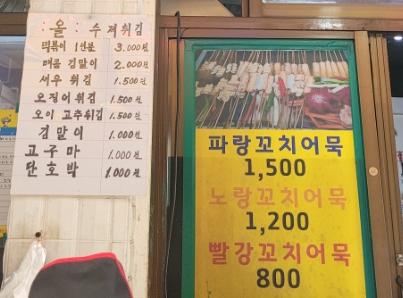 :올: 수제튀김
떡볶이 1인분 3.000원
매콤 김말이 2.000원
새우 튀김 1.500원
오징어튀김 1.500원
오이 고추튀김 1.500원
김말이 1.000원
고구마 1.000원
단호박 1.000원
파랑꼬치어묵
1,500
노랑꼬치어묵
1,200
빨강꼬치어묵
800